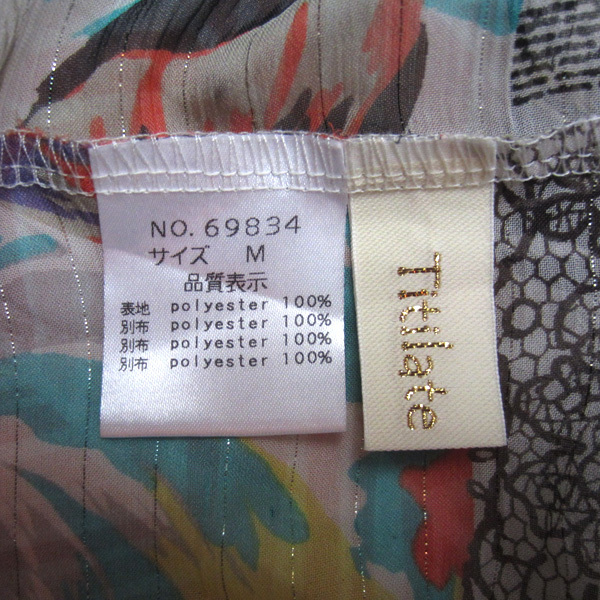 NO. 69834
サイズ M
品質表示
表地 polyester 100%
別布 polyester 100%
別布 polyester 100%
別布 polyester 100%
Titilate